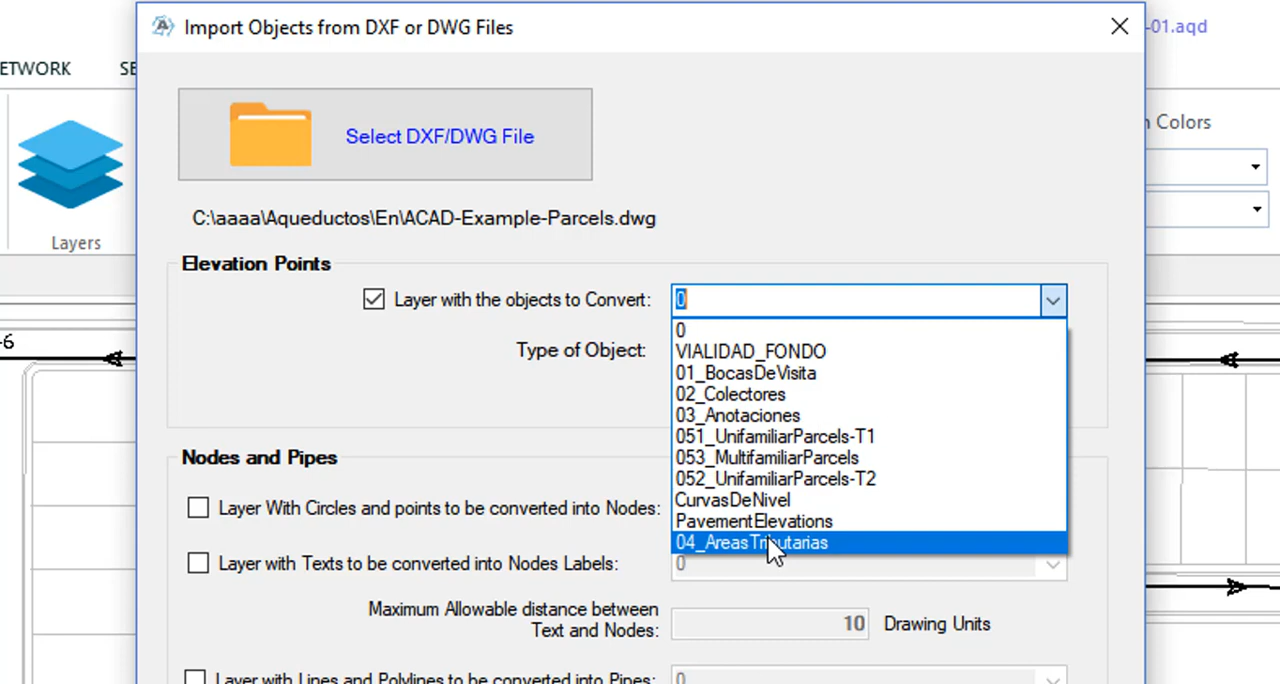 Import Objects from DXF or DWG Files
-01.aqd
ETWORK
SE
Select DXF/DWG File
n Colors
Layers
C:\aaaa\Aqueductos\En\ACAD-Example-Parcels.dwg
Elevation Points
Layer with the objects to Convert:
0
-6
Type of Object:
0
VIALIDAD_FONDO
01_BocasDeVisita
02_Colectores
03_Anotaciones
051_UnifamiliarParcels-T1
053_MultifamiliarParcels
052_UnifamiliarParcels-T2
CurvasDeNivel
PavementElevations
04_AreasTributarias
Nodes and Pipes
Layer With Circles and points to be converted into Nodes:
Layer with Texts to be converted into Nodes Labels:
0
Maximum Allowable distance between
Text and Nodes:
10
Drawing Units
Layer with Lines and Polylines to be converted into Pipes:
0